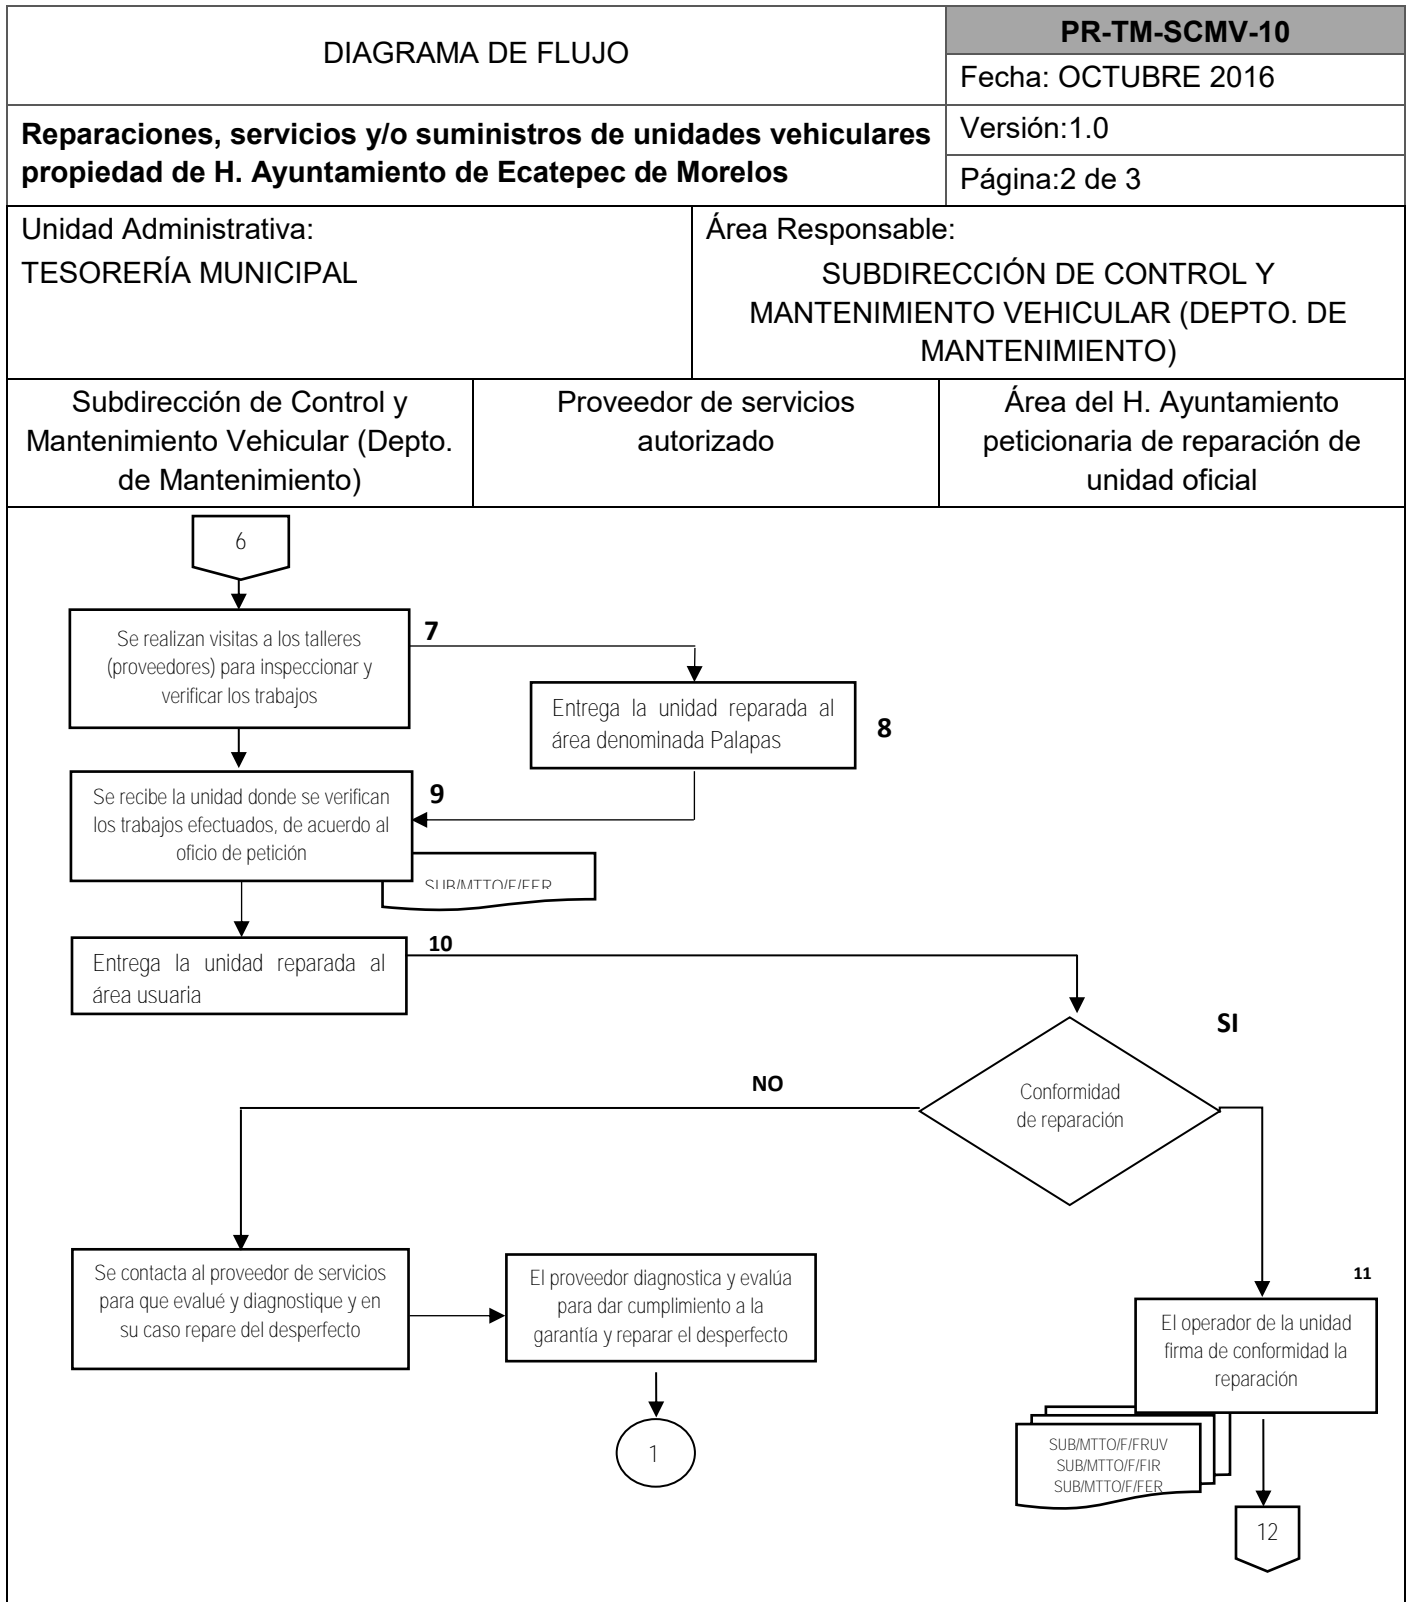 DIAGRAMA DE FLUJO
PR-TM-SCMV-10
Fecha: OCTUBRE 2016
Reparaciones, servicios y/o suministros de unidades vehiculares
propiedad de H. Ayuntamiento de Ecatepec de Morelos
Versión:1.0
Página:2 de 3
Unidad Administrativa:
TESORERÍA MUNICIPAL
Área Responsable:
SUBDIRECCIÓN DE CONTROL Y
MANTENIMIENTO VEHICULAR (DEPTO. DE
MANTENIMIENTO)
Subdirección de Control y
Mantenimiento Vehicular (Depto.
de Mantenimiento)
Proveedor de servicios
autorizado
Área del H. Ayuntamiento
peticionaria de reparación de
unidad oficial
6
Se realizan visitas a los talleres
(proveedores) para inspeccionar y
verificar los trabajos
7
Entrega la unidad reparada al
área denominada Palapas
8
Se recibe la unidad donde se verifican
los trabajos efectuados, de acuerdo al
oficio de petición
9
SUB/MTTO/F/FER
Entrega la unidad reparada al
área usuaria
10
SI
NO
Conformidad
de reparación
Se contacta al proveedor de servicios
para que evalué y diagnostique y en
su caso repare del desperfecto
El proveedor diagnostica y evalúa
para dar cumplimiento a la
garantía y reparar el desperfecto
11
El operador de la unidad
firma de conformidad la
reparación
1
SUB/MTTO/F/FRUV
SUB/MTTO/F/FIR
SUB/MTTO/F/FER
12